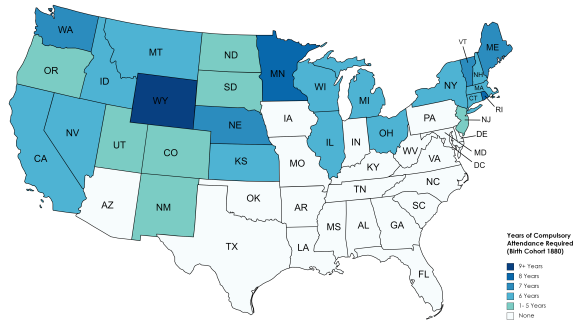 WA
VT
ME
MT
ND
OR
MN
NH
ID
WI
NY
MA
SD
MI
CT
WY
RI
IA
PA
NJ
NE
OH
NV
IL
IN
DE
UT
WV
MD
CA
CO
KS
MO
VA
DC
KY
NC
TN
OK
AZ
NM
AR
SC
MS
AL
GA
TX
LA
FL
Years of Compulsory
Attendance Required
(Birth Cohort 1880)
9+ Years
8 Years
7 Years
6 Years
1- 5 Years
None